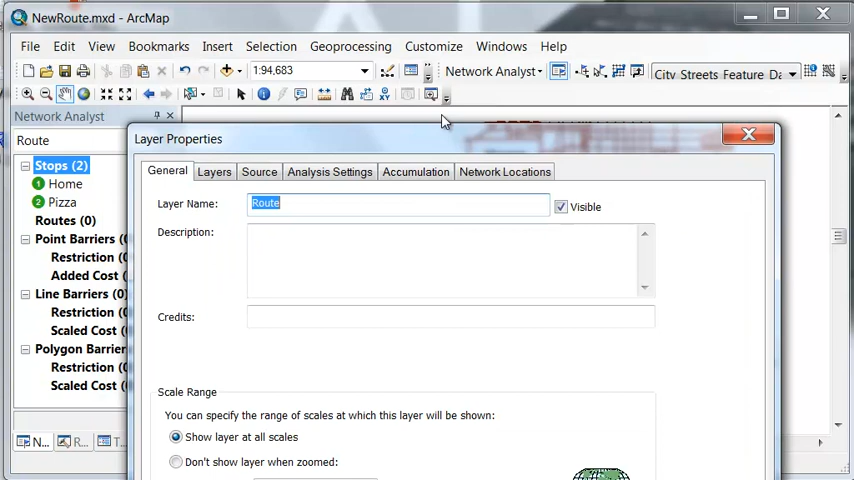 NewRoute.mxd - ArcMap
File Edit View Bookmarks Insert Selection Geoprocessing Customize Windows Help
1:94,683 Network Analyst City Streets Feature Da
Network Analyst
Route
Stops (2)
1 Home
2 Pizza
Routes (0)
Point Barriers (0
Restriction (0
Added Cost (
Line Barriers (0)
Restriction (0
Scaled Cost (
Polygon Barrier
Restriction (0
Scaled Cost (
N... R... T...
Layer Properties
General Layers Source Analysis Settings Accumulation Network Locations
Layer Name: Route Visible
Description:
Credits:
Scale Range
You can specify the range of scales at which this layer will be shown:
Show layer at all scales
Don't show layer when zoomed: